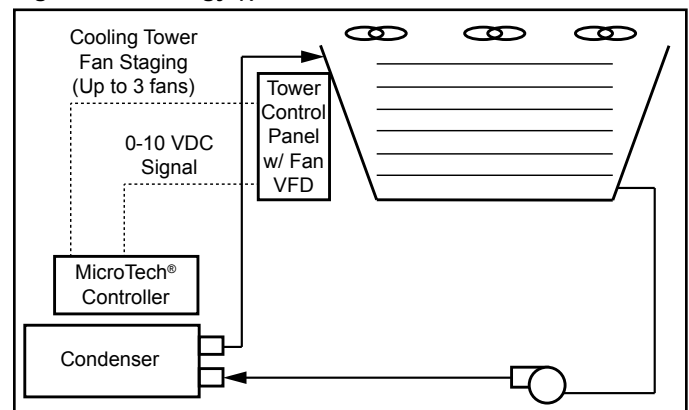 Cooling Tower
Fan Staging
(Up to 3 fans)
Tower
Control
Panel
w/ Fan
VFD
0-10 VDC
Signal
MicroTech®
Controller
Condenser